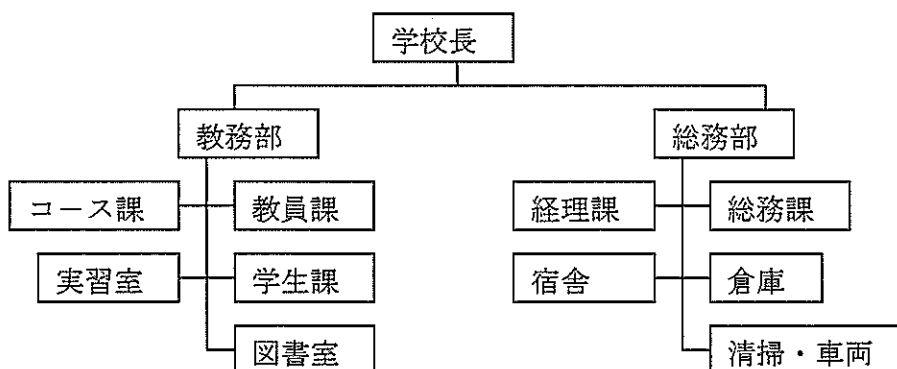 学校長
教務部
総務部
コース課
教員課
経理課
総務課
実習室
学生課
宿舎
倉庫
図書室
清掃・車両